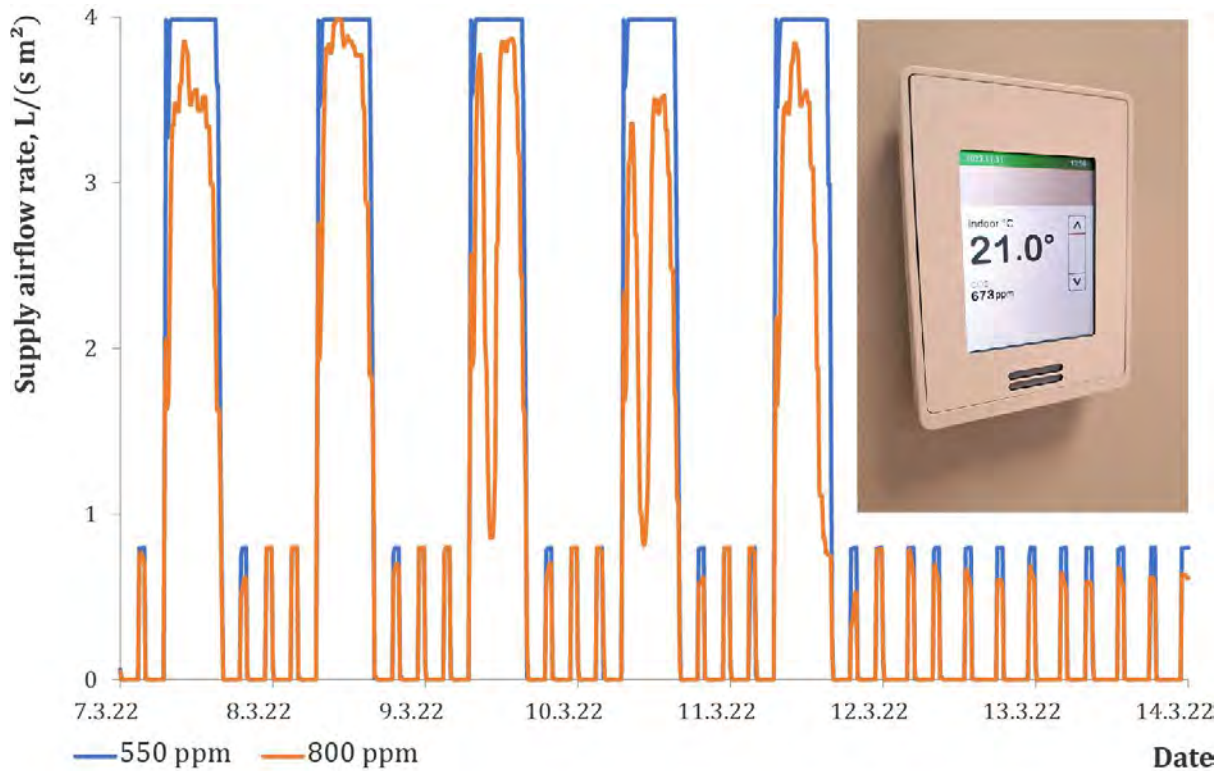 Supply airflow rate, L/(s m²)
4
3
2
1
0
7.3.22
8.3.22
9.3.22
10.3.22
11.3.22
12.3.22
13.3.22
14.3.22
550 ppm
800 ppm
Date
Indoor °C
21.0°
CO2
673 ppm